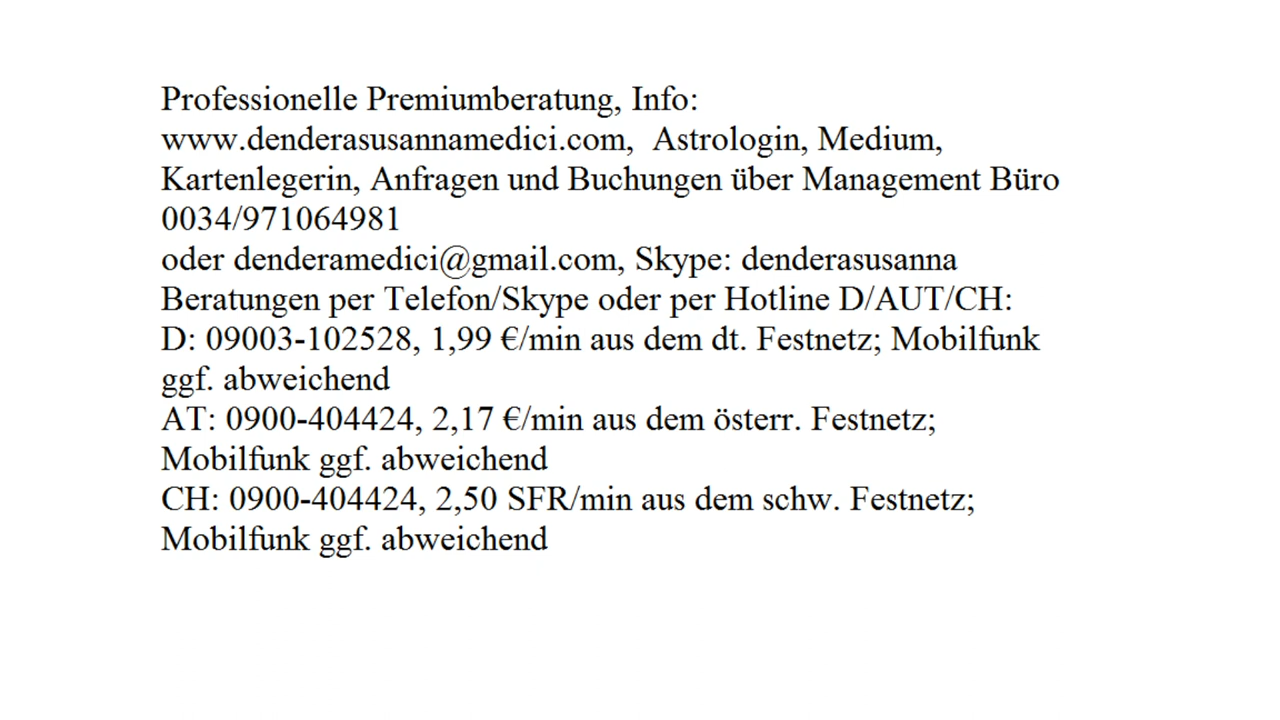 Professionelle Premiumberatung, Info:
www.denderasusannamedici.com,  Astrologin, Medium,
Kartenlegerin, Anfragen und Buchungen über Management Büro
0034/971064981
oder denderamedici@gmail.com, Skype: denderasusanna
Beratungen per Telefon/Skype oder per Hotline D/AUT/CH:
D: 09003-102528, 1,99 €/min aus dem dt. Festnetz; Mobilfunk
ggf. abweichend
AT: 0900-404424, 2,17 €/min aus dem österr. Festnetz;
Mobilfunk ggf. abweichend
CH: 0900-404424, 2,50 SFR/min aus dem schw. Festnetz;
Mobilfunk ggf. abweichend